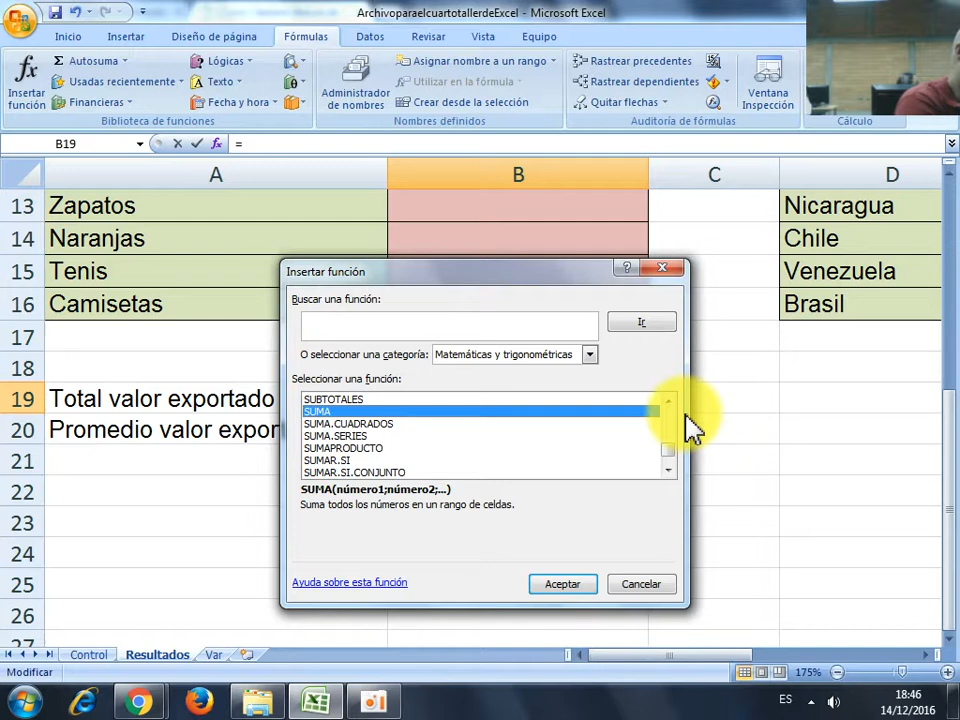 ArchivoparaelcuartotallerdeExcel - Microsoft Excel
Inicio Insertar Diseño de página Fórmulas Datos Revisar Vista Equipo
Insertar función
Autosuma
Usadas recientemente
Financieras
Lógicas
Texto
Fecha y hora
Biblioteca de funciones
Administrador de nombres
Asignar nombre a un rango
Utilizar en la fórmula
Crear desde la selección
Nombres definidos
Rastrear precedentes
Rastrear dependientes
Quitar flechas
Auditoría de fórmulas
Ventana Inspección
Cálculo
B19 fx =
A B C D
13 Zapatos Nicaragua
14 Naranjas Chile
15 Tenis Venezuela
16 Camisetas Brasil
17
18
19 Total valor exportado
20 Promedio valor expor
21
22
23
24
25
26
27
Insertar función
?
Buscar una función:
Ir
O seleccionar una categoría: Matemáticas y trigonométricas
Seleccionar una función:
SUBTOTALES
SUMA
SUMA.CUADRADOS
SUMA.SERIES
SUMAPRODUCTO
SUMAR.SI
SUMAR.SI.CONJUNTO
SUMA(número1;número2;...)
Suma todos los números en un rango de celdas.
Ayuda sobre esta función
Aceptar Cancelar
Control Resultados Var
Modificar 175%
ES 18:46
14/12/2016